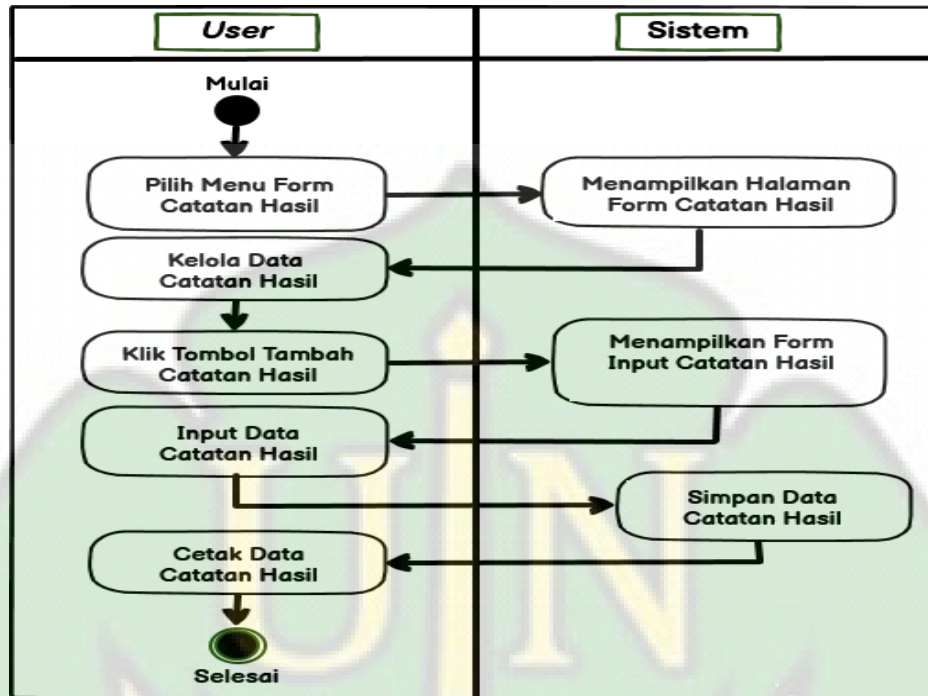 User
Sistem
Mulai
Pilih Menu Form
Catatan Hasil
Menampilkan Halaman
Form Catatan Hasil
Kelola Data
Catatan Hasil
Klik Tombol Tambah
Catatan Hasil
Menampilkan Form
Input Catatan Hasil
Input Data
Catatan Hasil
Simpan Data
Catatan Hasil
Cetak Data
Catatan Hasil
Selesai
UIN